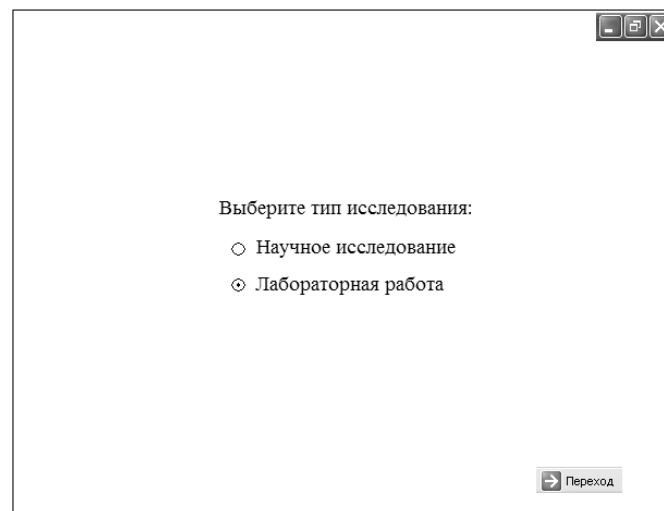 Выберите тип исследования:
Научное исследование
Лабораторная работа
Переход